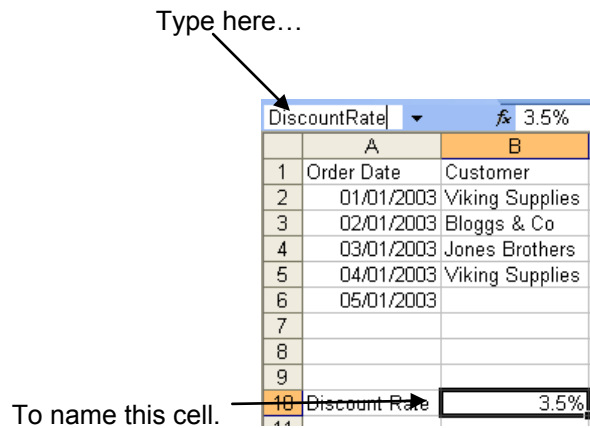 Type here…
DiscountRate fx 3.5%
A B
1 Order Date Customer
2 01/01/2003 Viking Supplies
3 02/01/2003 Bloggs & Co
4 03/01/2003 Jones Brothers
5 04/01/2003 Viking Supplies
6 05/01/2003
7
8
9
10 Discount Rate 3.5%
To name this cell.
11